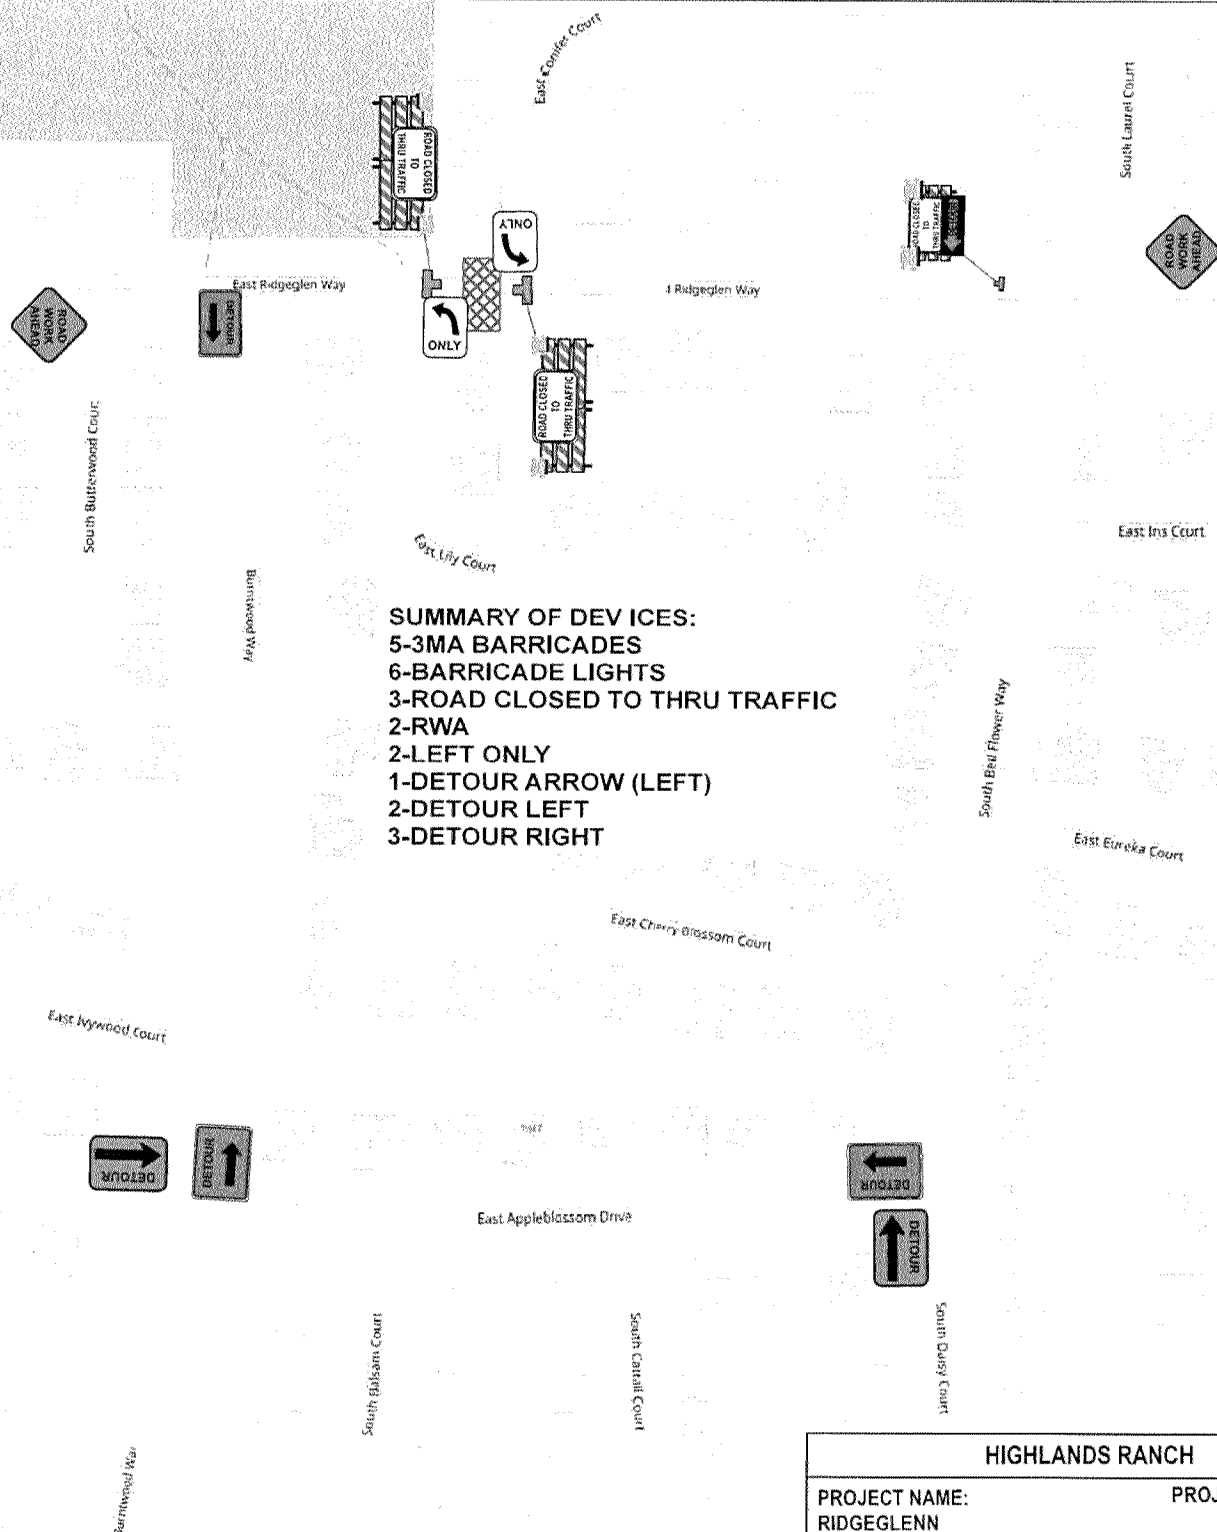 East Conifer Court
South Laurel Court
ROAD CLOSED
TO
THRU TRAFFIC
ONLY
ROAD CLOSED
TO
THRU TRAFFIC
ROAD
WORK
AHEAD
East Ridgeglen Way
Ridgeglen Way
ROAD
WORK
AHEAD
DETOUR
ONLY
ROAD CLOSED
TO
THRU TRAFFIC
South Butterwood Cour
East Iris Court
East Lily Court
Burntwood Way
SUMMARY OF DEV ICES:
5-3MA BARRICADES
6-BARRICADE LIGHTS
3-ROAD CLOSED TO THRU TRAFFIC
2-RWA
2-LEFT ONLY
1-DETOUR ARROW (LEFT)
2-DETOUR LEFT
3-DETOUR RIGHT
South Bell Flower Way
East Eureka Court
East Cherry Blossom Court
East Ivywood Court
DETOUR
DETOUR
DETOUR
East Appleblossom Drive
DETOUR
South Balsam Court
South Cattail Court
South Daisy Court
Burntwood Wa
HIGHLANDS RANCH
PROJECT NAME: PROJ
RIDGEGLENN